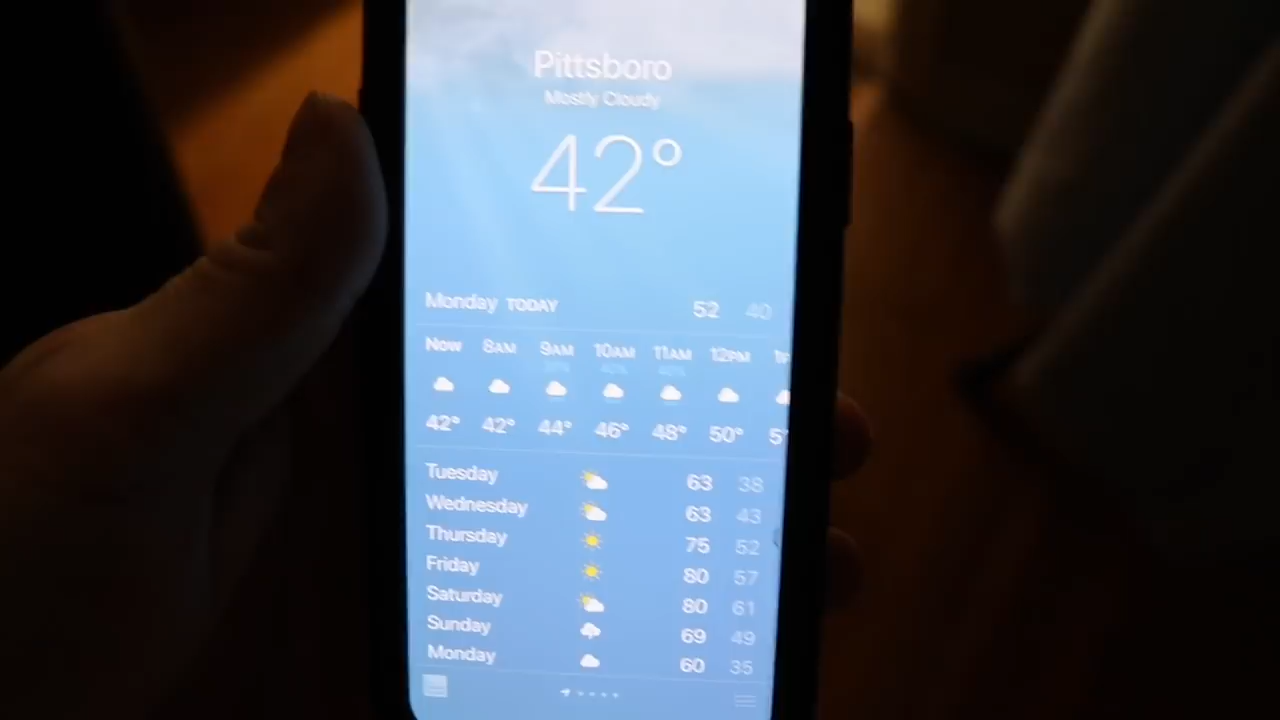 Pittsboro
Mostly Cloudy
42°
Monday TODAY 52 40
Now 8AM 9AM 10AM 11AM 12PM
40% 40%
42° 42° 44° 46° 48° 50°
Tuesday 63 38
Wednesday 63 43
Thursday 75 52
Friday 80 57
Saturday 80 61
Sunday 69 49
Monday 60 35